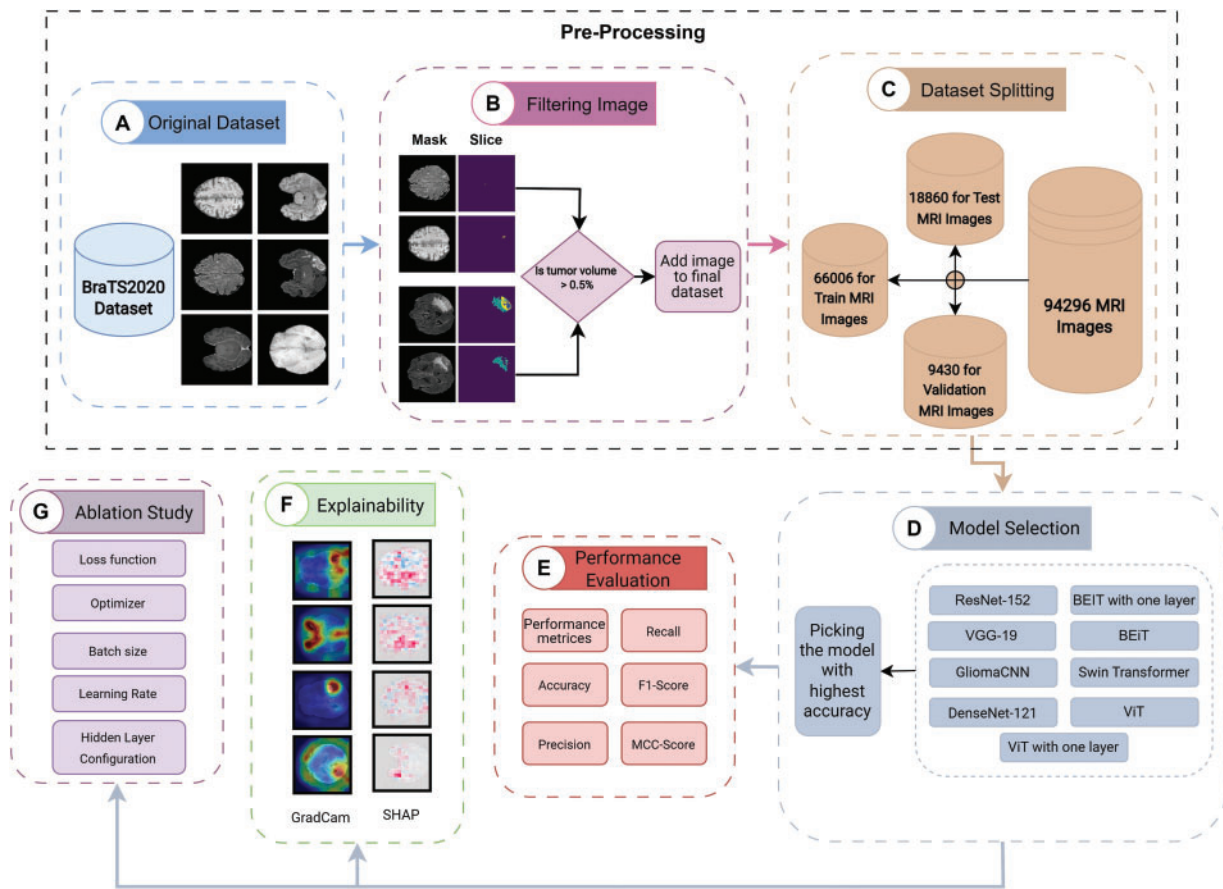 Pre-Processing
A
Original Dataset
BraTS2020
Dataset
B
Filtering Image
Mask
Slice
Is tumor volume
> 0.5%
Add image
to final
dataset
C
Dataset Splitting
18860 for Test
MRI Images
66006 for
Train MRI
Images
94296 MRI
Images
9430 for
Validation
MRI Images
G
Ablation Study
Loss function
Optimizer
Batch size
Learning Rate
Hidden Layer
Configuration
F
Explainability
GradCam
SHAP
E
Performance
Evaluation
Performance
metrices
Recall
Accuracy
F1-Score
Precision
MCC-Score
D
Model Selection
Picking
the model
with
highest
accuracy
ResNet-152
BEIT with one layer
VGG-19
BEiT
GliomaCNN
Swin Transformer
DenseNet-121
ViT
ViT with one layer